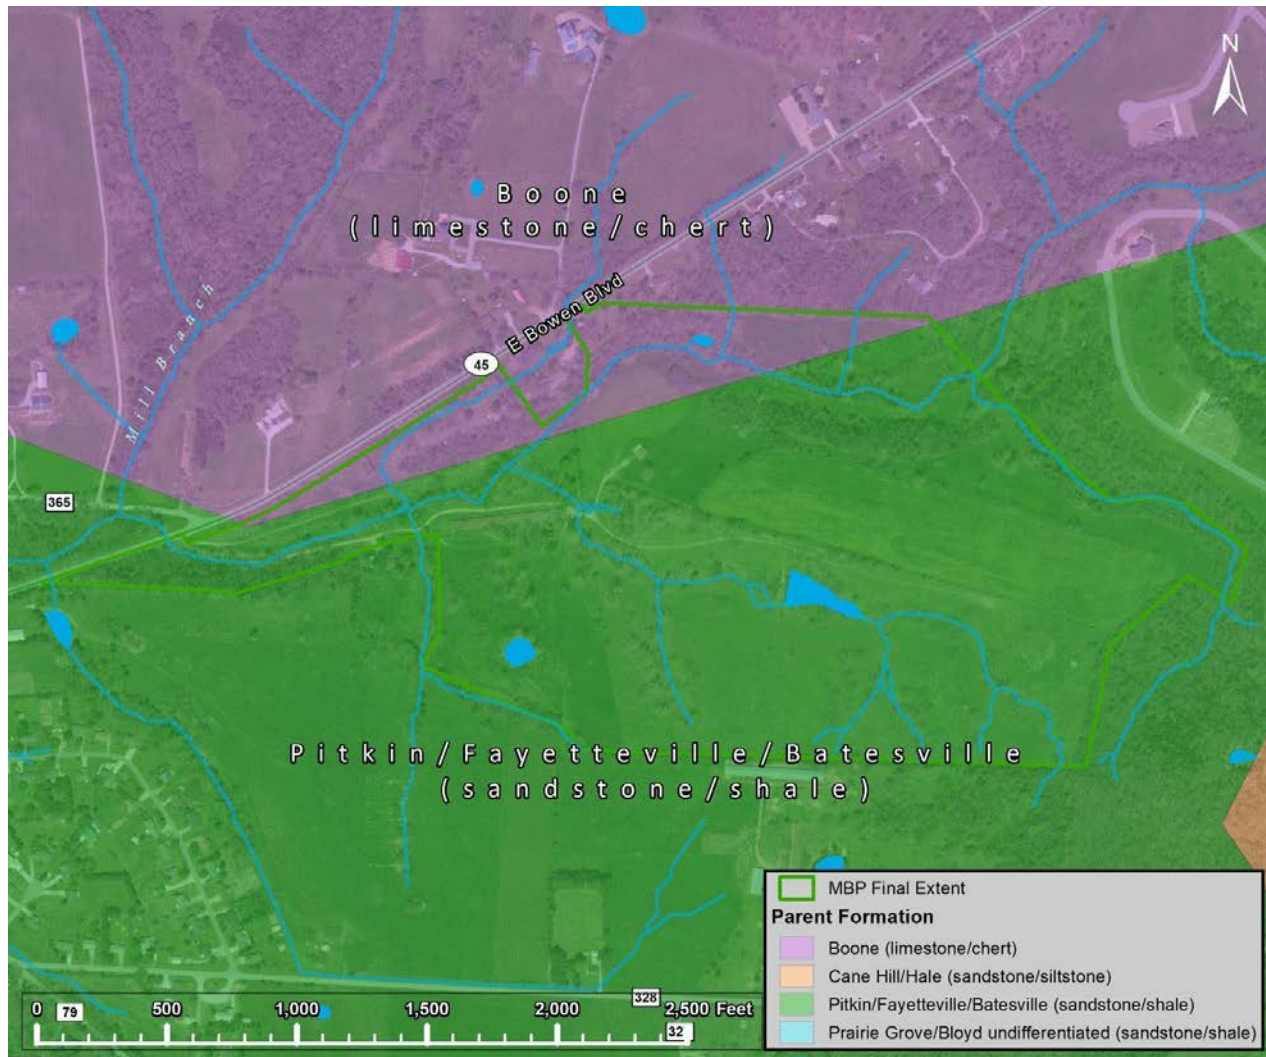 N
Boone
(limestone/chert)
E Bowen Blvd
45
Mill Branch
365
Pitkin/Fayetteville/Batesville
(sandstone/shale)
MBP Final Extent
Parent Formation
Boone (limestone/chert)
Cane Hill/Hale (sandstone/siltstone)
Pitkin/Fayetteville/Batesville (sandstone/shale)
Prairie Grove/Bloyd undifferentiated (sandstone/shale)
0 79 500 1,000 1,500 2,000 328 2,500 Feet
32